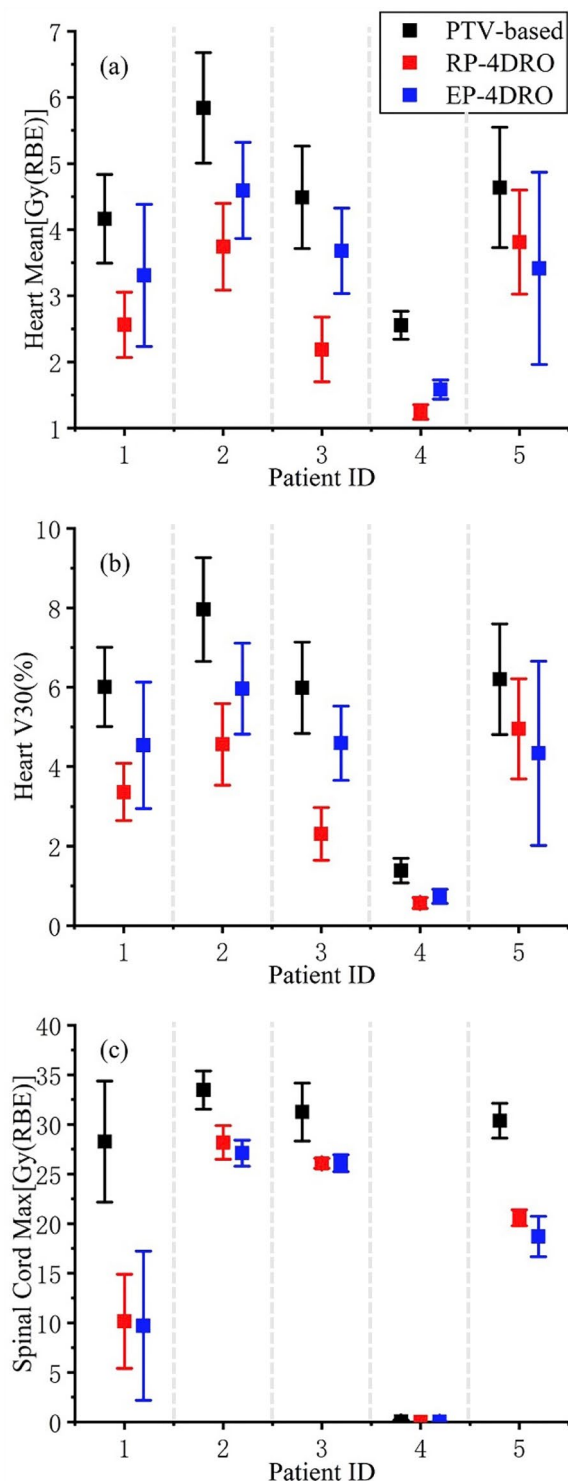 (a)
PTV-based
RP-4DRO
EP-4DRO
Heart Mean[Gy(RBE)]
7
6
5
4
3
2
1
1 2 3 4 5
Patient ID
(b)
Heart V30(%)
10
8
6
4
2
0
1 2 3 4 5
Patient ID
(c)
Spinal Cord Max[Gy(RBE)]
40
35
30
25
20
15
10
5
0
1 2 3 4 5
Patient ID